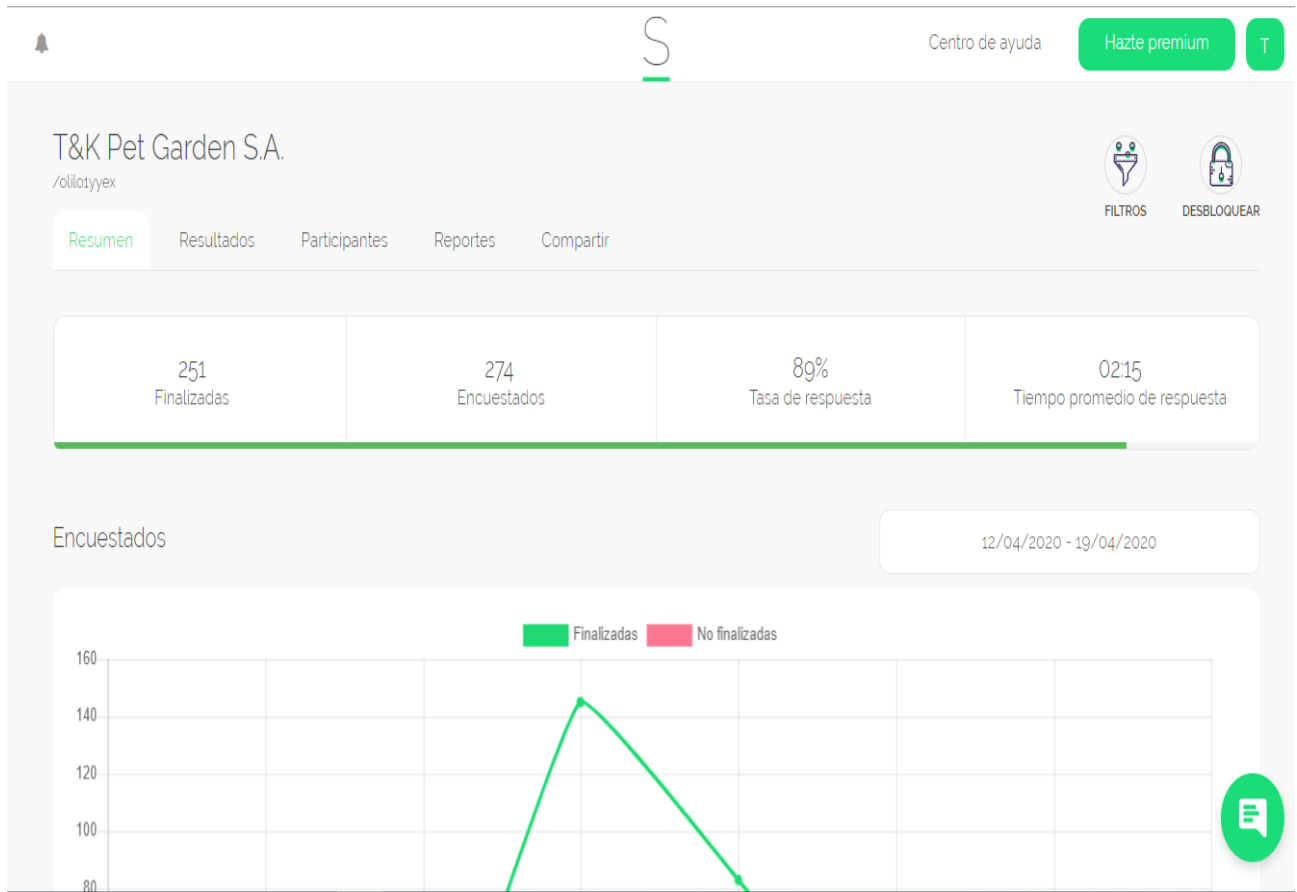 S
Centro de ayuda
Hazte premium
T
T&K Pet Garden S.A.
/olilo1yyex
FILTROS
DESBLOQUEAR
Resumen Resultados Participantes Reportes Compartir
251
Finalizadas
274
Encuestados
89%
Tasa de respuesta
02:15
Tiempo promedio de respuesta
Encuestados
12/04/2020 - 19/04/2020
Finalizadas No finalizadas
160
140
120
100
80